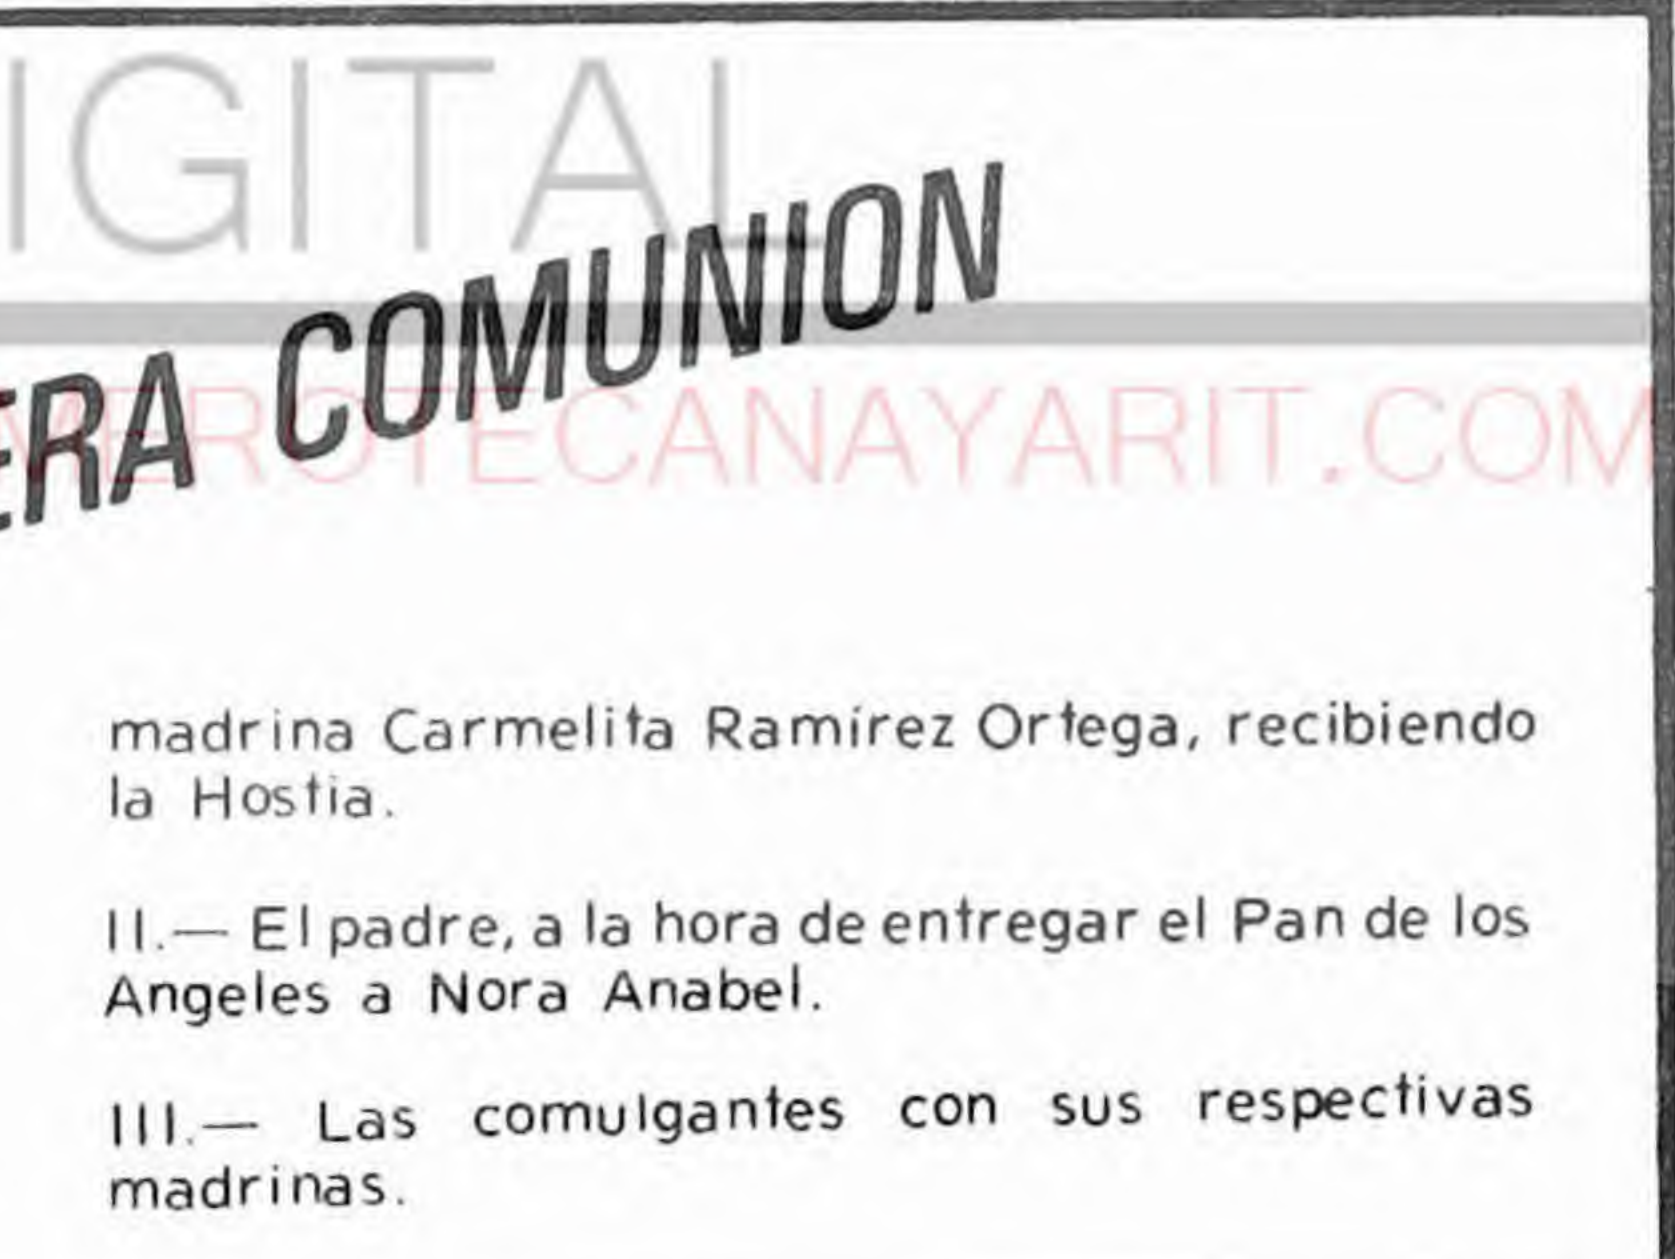 IGITAL
ERA COMUNION
MEROTECANAYARIT.COM
madrina Carmelita Ramírez Ortega, recibiendo
la Hostia.
II.— El padre, a la hora de entregar el Pan de los
Angeles a Nora Anabel.
III.— Las comulgantes con sus respectivas
madrinas.